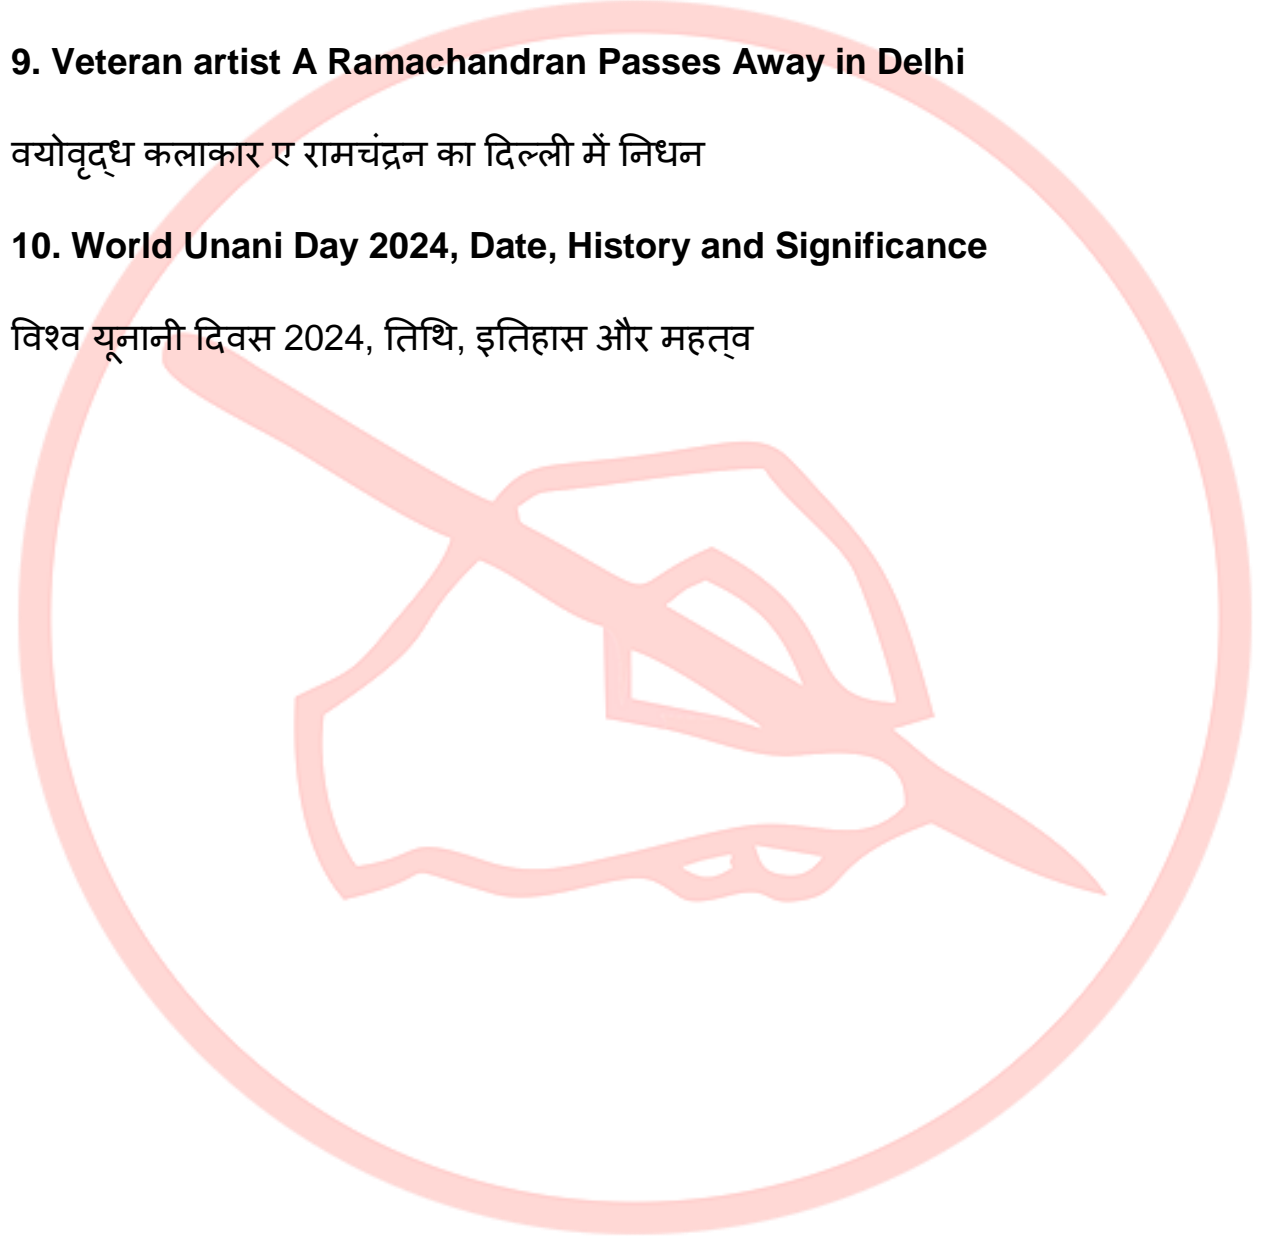 9. Veteran artist A Ramachandran Passes Away in Delhi
वयोवृद्ध कलाकार ए रामचंद्रन का दिल्ली में निधन
10. World Unani Day 2024, Date, History and Significance
विश्व यूनानी दिवस 2024, तिथि, इतिहास और महत्व